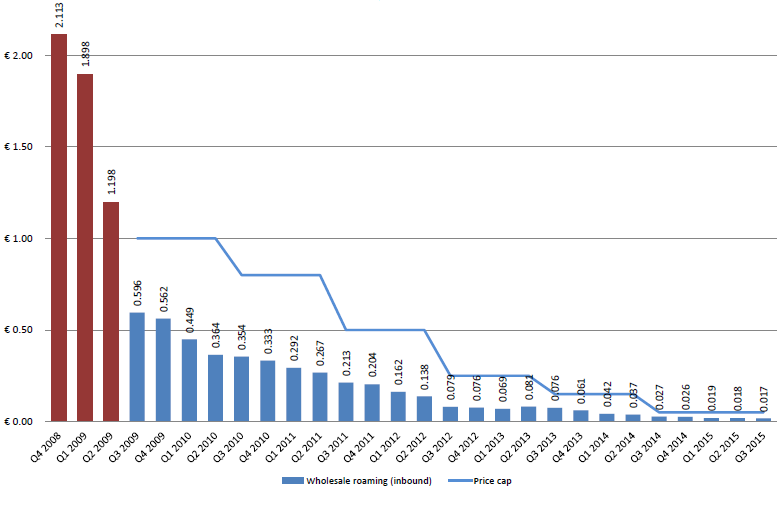 € 2.00
€ 1.50
€ 1.00
€ 0.50
€ 0.00
2.113
1.898
1.198
0.596
0.562
0.449
0.364
0.354
0.333
0.292
0.267
0.213
0.204
0.162
0.138
0.079
0.076
0.069
0.081
0.076
0.061
0.042
0.037
0.027
0.026
0.019
0.018
0.017
Q4 2008
Q1 2009
Q2 2009
Q3 2009
Q4 2009
Q1 2010
Q2 2010
Q3 2010
Q4 2010
Q1 2011
Q2 2011
Q3 2011
Q4 2011
Q1 2012
Q2 2012
Q3 2012
Q4 2012
Q1 2013
Q2 2013
Q3 2013
Q4 2013
Q1 2014
Q2 2014
Q3 2014
Q4 2014
Q1 2015
Q2 2015
Q3 2015
Wholesale roaming (inbound)
Price cap